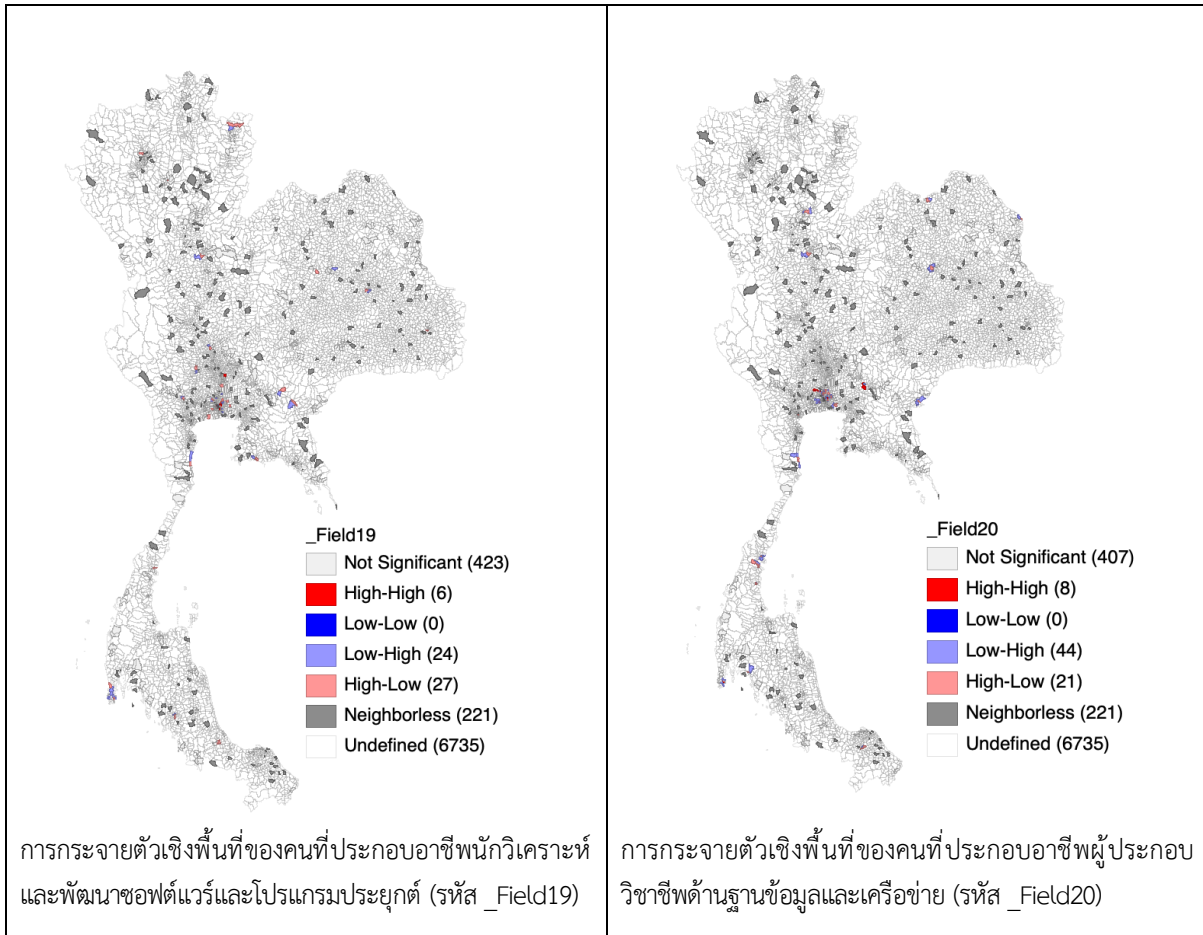 _Field19
Not Significant (423)
High-High (6)
Low-Low (0)
Low-High (24)
High-Low (27)
Neighborless (221)
Undefined (6735)
การกระจายตัวเชิงพื้นที่ของคนที่ประกอบอาชีพนักวิเคราะห์
และพัฒนาซอฟต์แวร์และโปรแกรมประยุกต์ (รหัส _Field19)
_Field20
Not Significant (407)
High-High (8)
Low-Low (0)
Low-High (44)
High-Low (21)
Neighborless (221)
Undefined (6735)
การกระจายตัวเชิงพื้นที่ของคนที่ประกอบอาชีพผู้ประกอบ
วิชาชีพด้านฐานข้อมูลและเครือข่าย (รหัส _Field20)